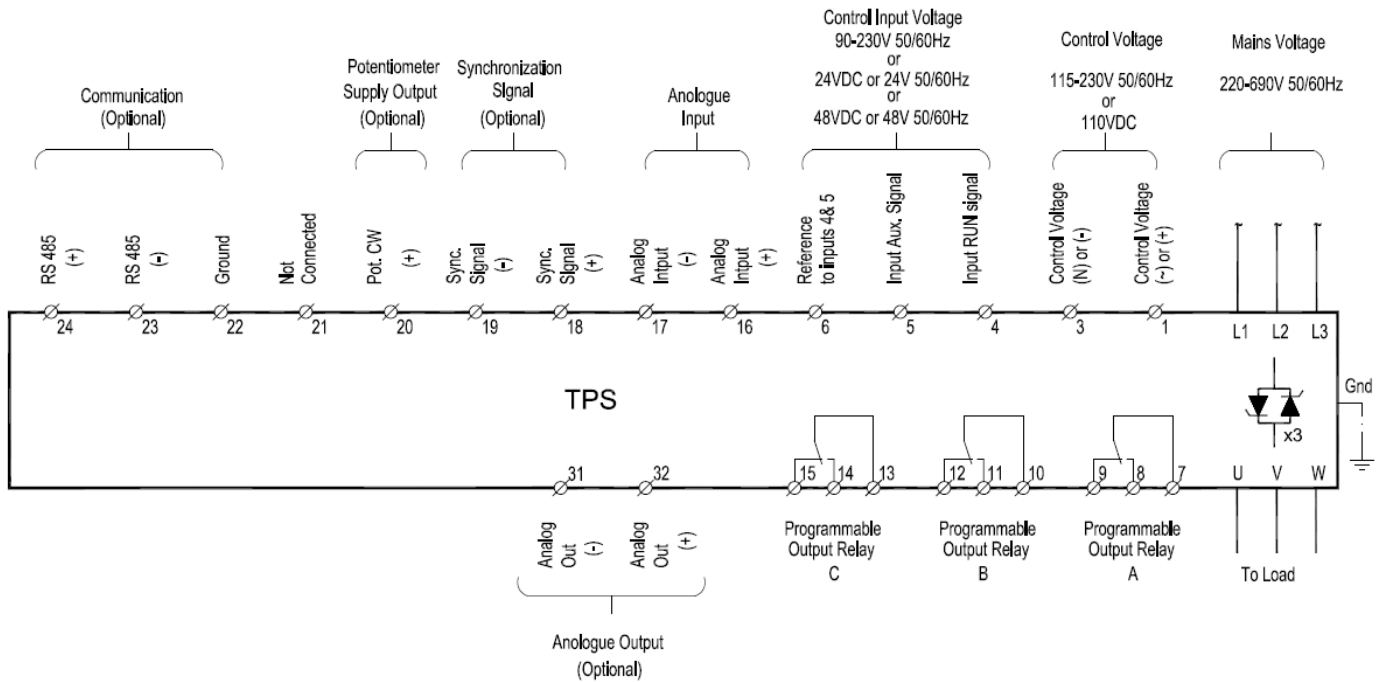 Control Input Voltage
90-230V 50/60Hz
or
24VDC or 24V 50/60Hz
or
48VDC or 48V 50/60Hz
Control Voltage
115-230V 50/60Hz
or
110VDC
Mains Voltage
220-690V 50/60Hz
Communication
(Optional)
Potentiometer
Supply Output
(Optional)
Synchronization
SIgnal
(Optional)
Anologue
Input
RS 485
(+)
RS 485
(-)
Ground
Not
Connected
Pot. CW
(+)
Sync.
Signal
(-)
Sync.
SIgnal
(+)
Analog
Intput
(-)
Analog
Intput
(+)
Reference
to inputs 4& 5
Input Aux. Signal
Input RUN signal
Control Voltage
(N) or (-)
Control Voltage
(~) or (+)
24
23
22
21
20
19
18
17
16
6
5
4
3
1
L1
L2
L3
TPS
x3
Gnd
31
32
15
14
13
12
11
10
9
8
7
U
V
W
Analog
Out
(-)
Analog
Out
(+)
Programmable
Output Relay
C
Programmable
Output Relay
B
Programmable
Output Relay
A
To Load
Anologue Output
(Optional)